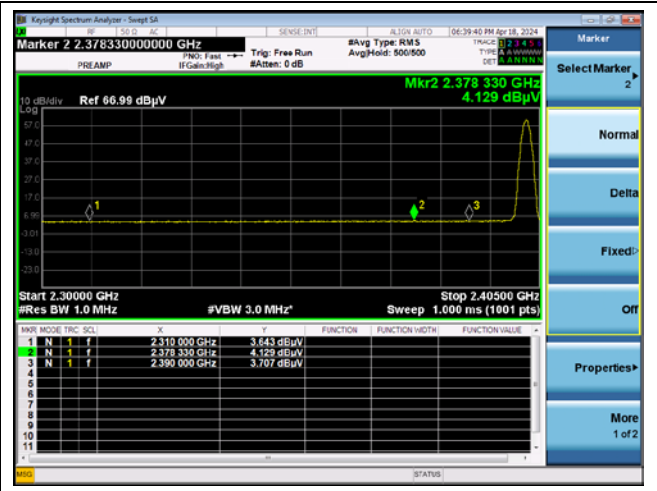 Keysight Spectrum Analyzer - Swept SA
RF 50 Ω AC SENSE:INT ALIGN AUTO 06:39:40 PM Apr 18, 2024
Marker 2 2.378330000000 GHz
PREAMP
PNO: Fast
IFGain:High
Trig: Free Run
#Atten: 0 dB
#Avg Type: RMS
Avg|Hold: 500/500
TRACE 1 2 3 4 5
TYPE
DET A
Mkr2 2.378 330 GHz
4.129 dBµV
10 dB/div Ref 66.99 dBµV
Log
57.0
47.0
37.0
27.0
17.0
6.99
-3.01
-13.0
-23.0
1
2
3
Start 2.30000 GHz
Stop 2.40500 GHz
#Res BW 1.0 MHz
#VBW 3.0 MHz*
Sweep 1.000 ms (1001 pts)
MKR MODE TRC SCL X Y FUNCTION FUNCTION WIDTH FUNCTION VALUE
1 N 1 f 2.310 000 GHz 3.643 dBµV
2 N 1 f 2.378 330 GHz 4.129 dBµV
3 N 1 f 2.390 000 GHz 3.707 dBµV
4
5
6
7
8
9
10
11
MSG
STATUS
Marker
Select Marker
2
Normal
Delta
Fixed
Off
Properties
More
1 of 2